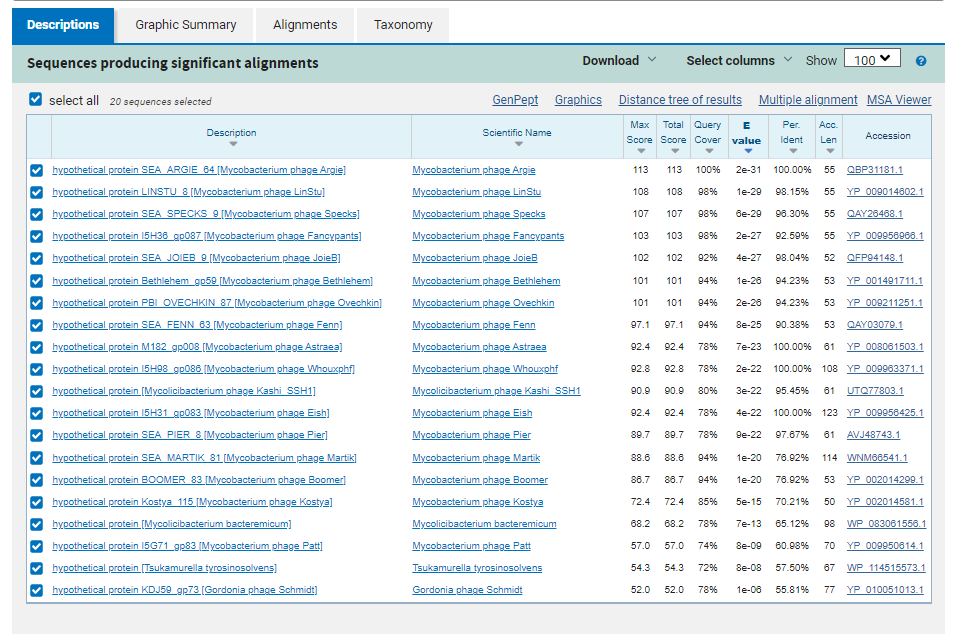 Descriptions Graphic Summary Alignments Taxonomy
Sequences producing significant alignments Download Select columns Show 100 ?
select all 20 sequences selected GenPept Graphics Distance tree of results Multiple alignment MSA Viewer
Description Scientific Name Max Score Total Score Query Cover E value Per. Ident Acc. Len Accession
hypothetical protein SEA_ARGIE_64 [Mycobacterium phage Argie] Mycobacterium phage Argie 113 113 100% 2e-31 100.00% 55 QBP31181.1
hypothetical protein LINSTU_8 [Mycobacterium phage LinStu] Mycobacterium phage LinStu 108 108 98% 1e-29 98.15% 55 YP_009014602.1
hypothetical protein SEA_SPECKS_9 [Mycobacterium phage Specks] Mycobacterium phage Specks 107 107 98% 6e-29 96.30% 55 QAY26468.1
hypothetical protein I5H36_gp087 [Mycobacterium phage Fancypants] Mycobacterium phage Fancypants 103 103 98% 2e-27 92.59% 55 YP_009956966.1
hypothetical protein SEA_JOIEB_9 [Mycobacterium phage JoieB] Mycobacterium phage JoieB 102 102 92% 4e-27 98.04% 52 QFP94148.1
hypothetical protein Bethlehem_gp59 [Mycobacterium phage Bethlehem] Mycobacterium phage Bethlehem 101 101 94% 1e-26 94.23% 53 YP_001491711.1
hypothetical protein PBI_OVECHKIN_87 [Mycobacterium phage Ovechkin] Mycobacterium phage Ovechkin 101 101 94% 2e-26 94.23% 53 YP_009211251.1
hypothetical protein SEA_FENN_63 [Mycobacterium phage Fenn] Mycobacterium phage Fenn 97.1 97.1 94% 8e-25 90.38% 53 QAY03079.1
hypothetical protein M182_gp008 [Mycobacterium phage Astraea] Mycobacterium phage Astraea 92.4 92.4 78% 7e-23 100.00% 61 YP_008061503.1
hypothetical protein I5H98_gp086 [Mycobacterium phage Whouxphf] Mycobacterium phage Whouxphf 92.8 92.8 78% 2e-22 100.00% 108 YP_009963371.1
hypothetical protein [Mycolicibacterium phage Kashi_SSH1] Mycolicibacterium phage Kashi_SSH1 90.9 90.9 80% 3e-22 95.45% 61 UTQ77803.1
hypothetical protein I5H31_gp083 [Mycobacterium phage Eish] Mycobacterium phage Eish 92.4 92.4 78% 4e-22 100.00% 123 YP_009956425.1
hypothetical protein SEA_PIER_8 [Mycobacterium phage Pier] Mycobacterium phage Pier 89.7 89.7 78% 9e-22 97.67% 61 AVJ48743.1
hypothetical protein SEA_MARTIK_81 [Mycobacterium phage Martik] Mycobacterium phage Martik 88.6 88.6 94% 1e-20 76.92% 114 WNM66541.1
hypothetical protein BOOMER_83 [Mycobacterium phage Boomer] Mycobacterium phage Boomer 86.7 86.7 94% 1e-20 76.92% 53 YP_002014299.1
hypothetical protein Kostya_115 [Mycobacterium phage Kostya] Mycobacterium phage Kostya 72.4 72.4 85% 5e-15 70.21% 50 YP_002014581.1
hypothetical protein [Mycolicibacterium bacteremicum] Mycolicibacterium bacteremicum 68.2 68.2 78% 7e-13 65.12% 98 WP_083061556.1
hypothetical protein I5G71_gp83 [Mycobacterium phage Patt] Mycobacterium phage Patt 57.0 57.0 74% 8e-09 60.98% 70 YP_009950614.1
hypothetical protein [Tsukamurella tyrosinosolvens] Tsukamurella tyrosinosolvens 54.3 54.3 72% 8e-08 57.50% 67 WP_114515573.1
hypothetical protein KDJ59_gp73 [Gordonia phage Schmidt] Gordonia phage Schmidt 52.0 52.0 78% 1e-06 55.81% 77 YP_010051013.1